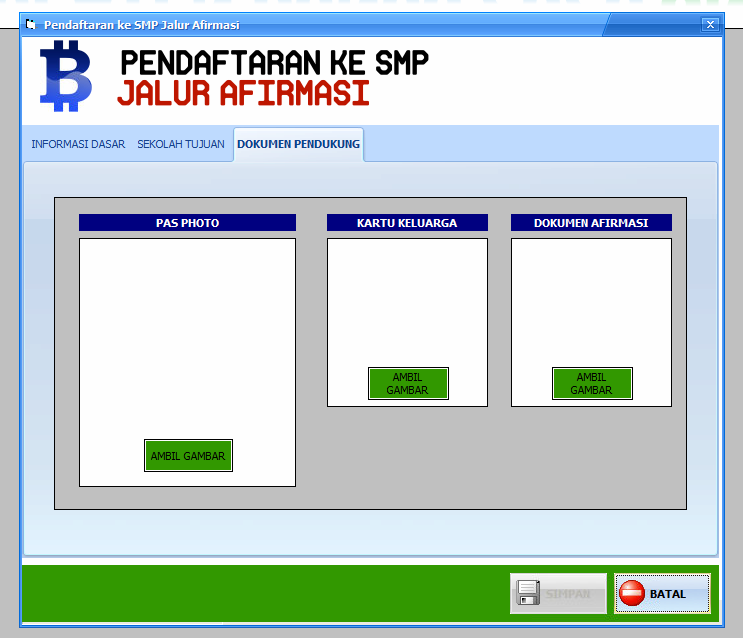 Pendaftaran ke SMP Jalur Afirmasi
PENDAFTARAN KE SMP
JALUR AFIRMASI
INFORMASI DASAR SEKOLAH TUJUAN DOKUMEN PENDUKUNG
PAS PHOTO KARTU KELUARGA DOKUMEN AFIRMASI
AMBIL
GAMBAR
AMBIL
GAMBAR
AMBIL GAMBAR
SIMPAN BATAL